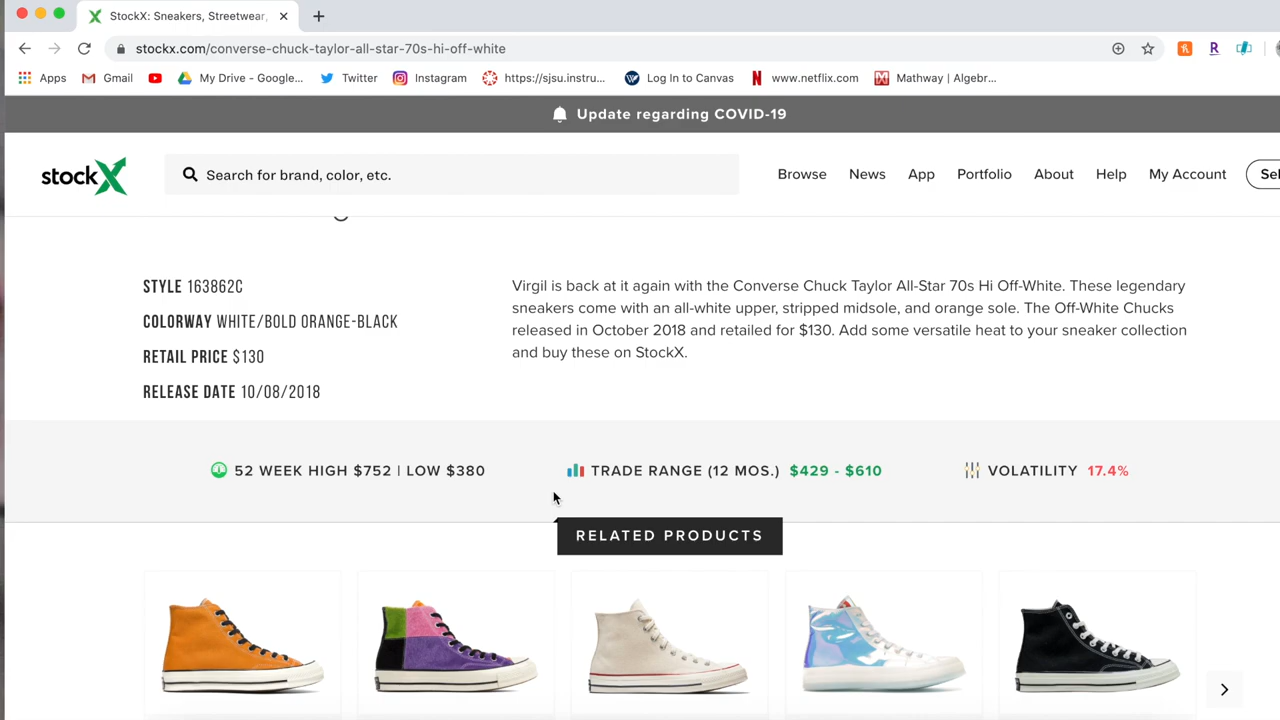 StockX: Sneakers, Streetwear,
stockx.com/converse-chuck-taylor-all-star-70s-hi-off-white
Apps Gmail My Drive - Google... Twitter Instagram https://sjsu.instru... Log In to Canvas www.netflix.com Mathway | Algebr...
Update regarding COVID-19
stockX Search for brand, color, etc. Browse News App Portfolio About Help My Account Sel
STYLE 163862C
COLORWAY WHITE/BOLD ORANGE-BLACK
RETAIL PRICE $130
RELEASE DATE 10/08/2018
Virgil is back at it again with the Converse Chuck Taylor All-Star 70s Hi Off-White. These legendary
sneakers come with an all-white upper, stripped midsole, and orange sole. The Off-White Chucks
released in October 2018 and retailed for $130. Add some versatile heat to your sneaker collection
and buy these on StockX.
52 WEEK HIGH $752 | LOW $380 TRADE RANGE (12 MOS.) $429 - $610 VOLATILITY 17.4%
RELATED PRODUCTS